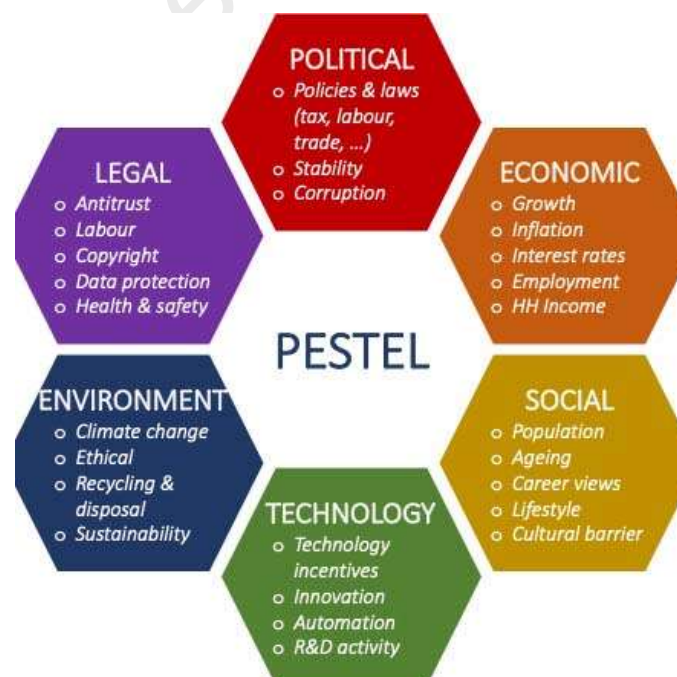 POLITICAL
o Policies & laws
(tax, labour,
trade, ...)
o Stability
o Corruption
ECONOMIC
o Growth
o Inflation
o Interest rates
o Employment
o HH Income
SOCIAL
o Population
o Ageing
o Career views
o Lifestyle
o Cultural barrier
TECHNOLOGY
o Technology
incentives
o Innovation
o Automation
o R&D activity
ENVIRONMENT
o Climate change
o Ethical
o Recycling &
disposal
o Sustainability
LEGAL
o Antitrust
o Labour
o Copyright
o Data protection
o Health & safety
PESTEL